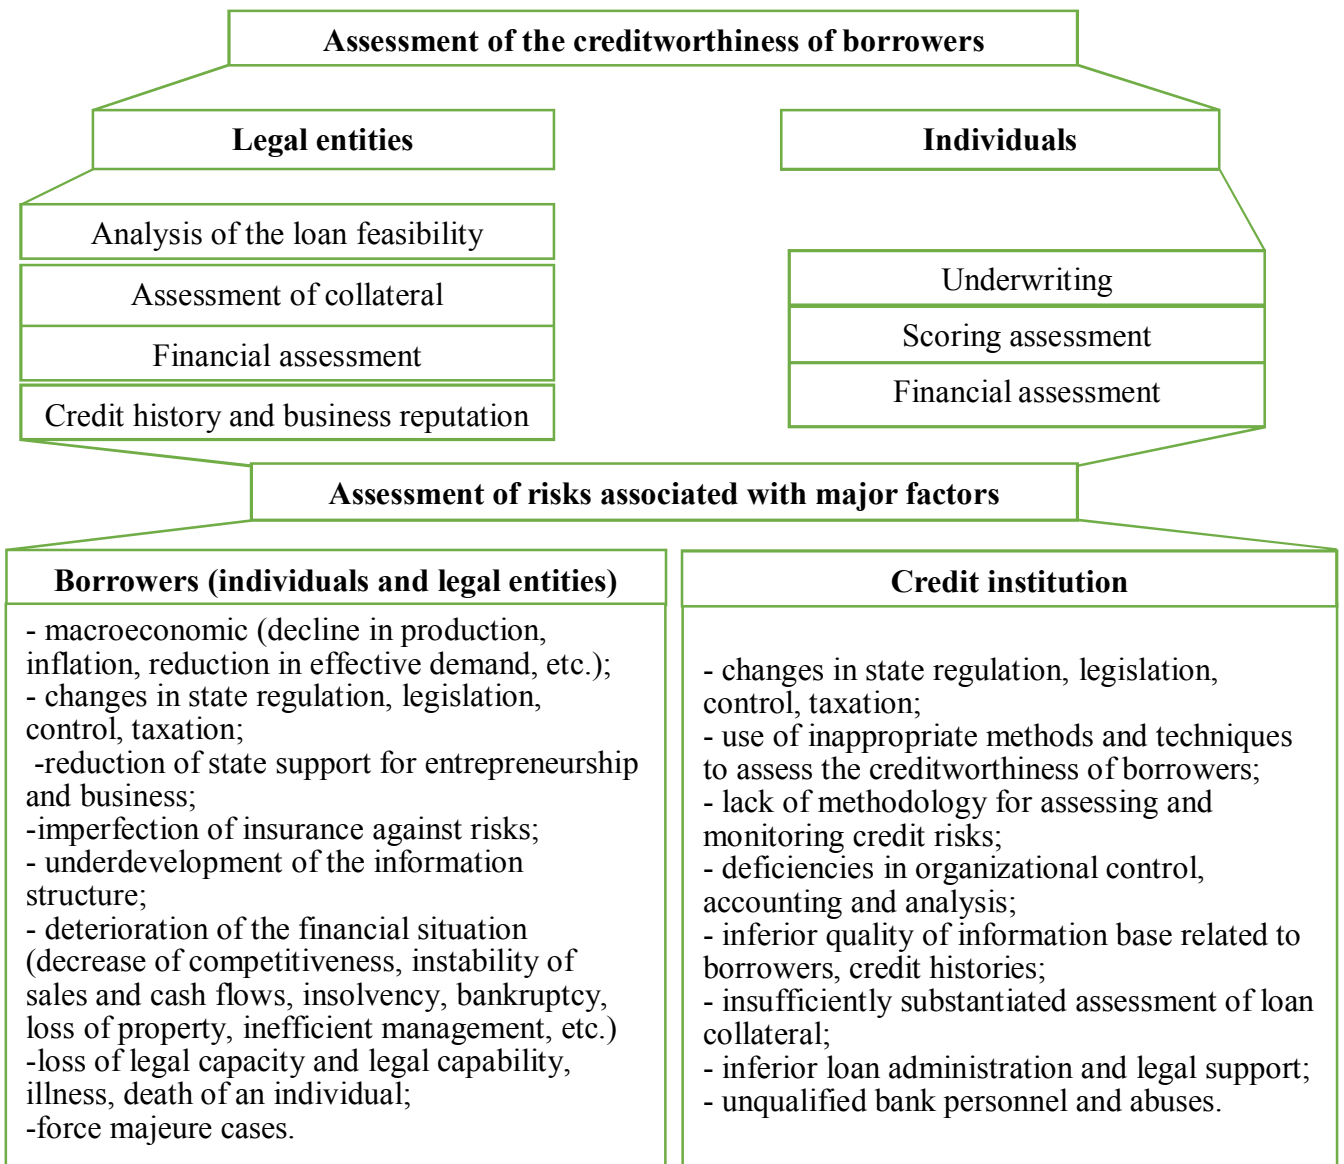 Assessment of the creditworthiness of borrowers
Legal entities
Analysis of the loan feasibility
Assessment of collateral
Financial assessment
Credit history and business reputation
Individuals
Underwriting
Scoring assessment
Financial assessment
Assessment of risks associated with major factors
Borrowers (individuals and legal entities)
- macroeconomic (decline in production,
inflation, reduction in effective demand, etc.);
- changes in state regulation, legislation,
control, taxation;
-reduction of state support for entrepreneurship
and business;
-imperfection of insurance against risks;
- underdevelopment of the information
structure;
- deterioration of the financial situation
(decrease of competitiveness, instability of
sales and cash flows, insolvency, bankruptcy,
loss of property, inefficient management, etc.)
-loss of legal capacity and legal capability,
illness, death of an individual;
-force majeure cases.
Credit institution
- changes in state regulation, legislation,
control, taxation;
- use of inappropriate methods and techniques
to assess the creditworthiness of borrowers;
- lack of methodology for assessing and
monitoring credit risks;
- deficiencies in organizational control,
accounting and analysis;
- inferior quality of information base related to
borrowers, credit histories;
- insufficiently substantiated assessment of loan
collateral;
- inferior loan administration and legal support;
- unqualified bank personnel and abuses.